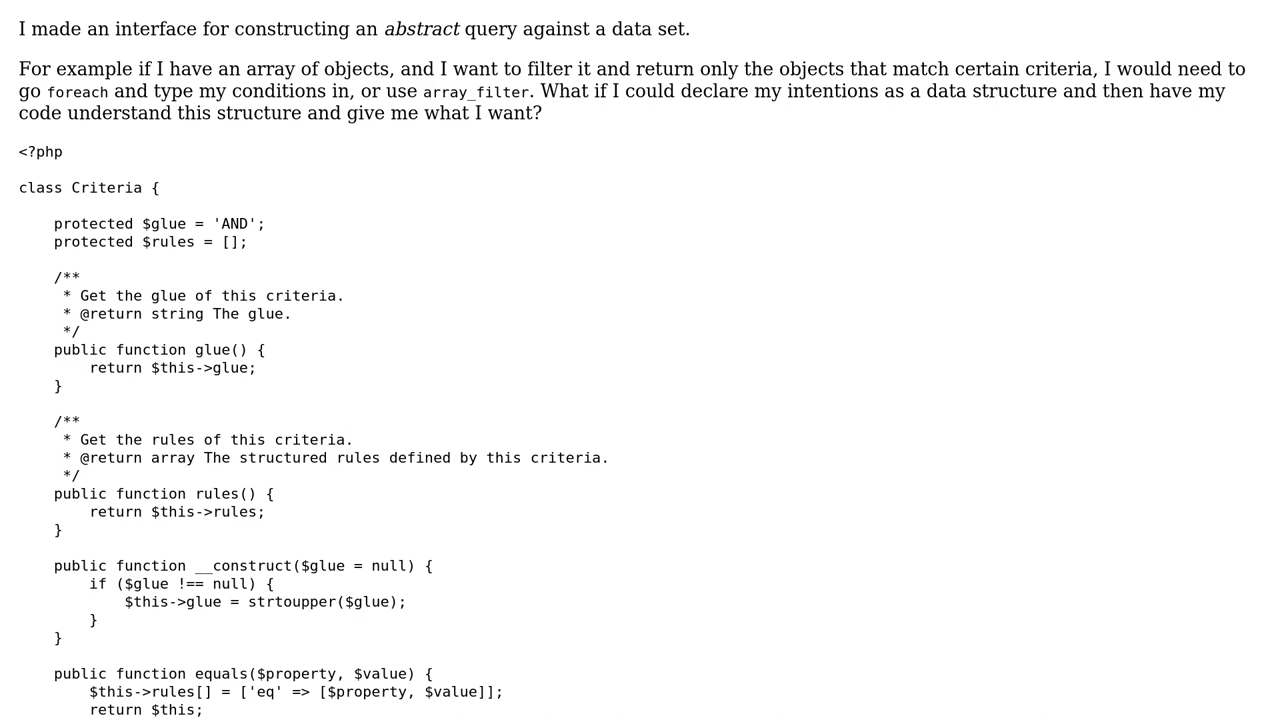 I made an interface for constructing an abstract query against a data set.
For example if I have an array of objects, and I want to filter it and return only the objects that match certain criteria, I would need to
go foreach and type my conditions in, or use array_filter. What if I could declare my intentions as a data structure and then have my
code understand this structure and give me what I want?
<?php
class Criteria {
    protected $glue = 'AND';
    protected $rules = [];
    /**
     * Get the glue of this criteria.
     * @return string The glue.
     */
    public function glue() {
        return $this->glue;
    }
    /**
     * Get the rules of this criteria.
     * @return array The structured rules defined by this criteria.
     */
    public function rules() {
        return $this->rules;
    }
    public function __construct($glue = null) {
        if ($glue !== null) {
            $this->glue = strtoupper($glue);
        }
    }
    public function equals($property, $value) {
        $this->rules[] = ['eq' => [$property, $value]];
        return $this;